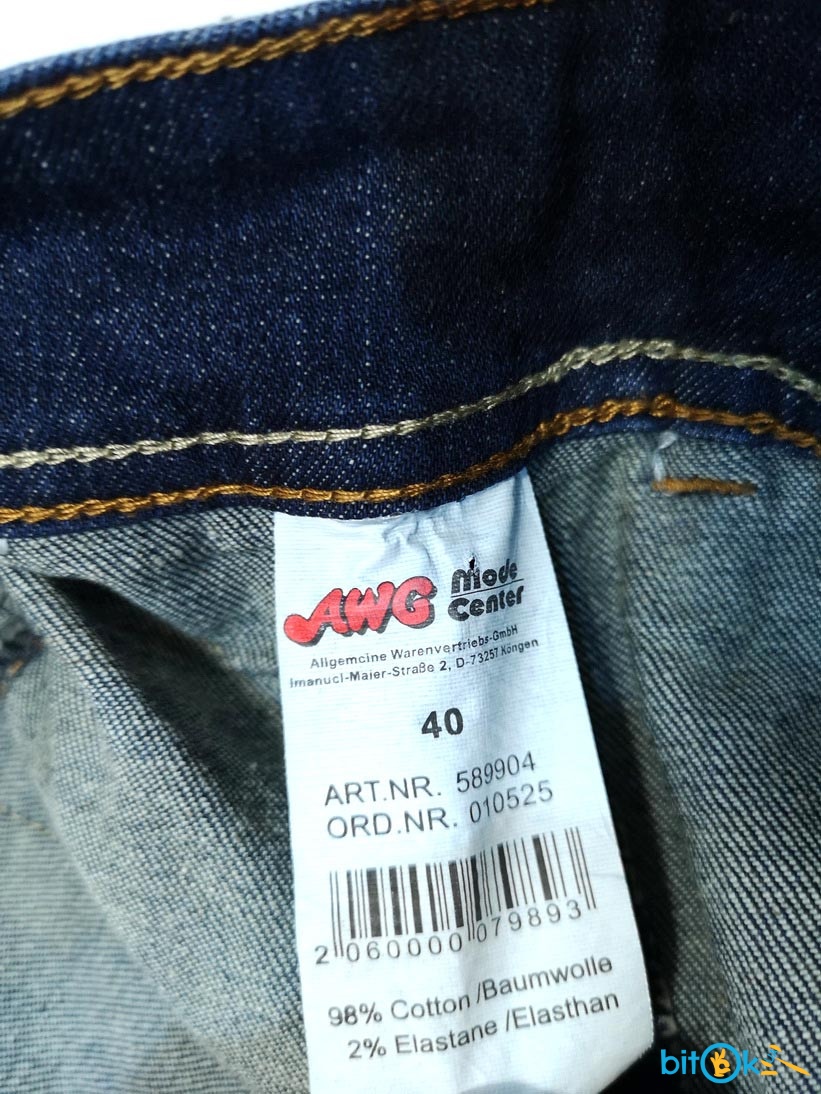 AWG Mode Center
Allgemeine Warenvertriebs-GmbH
Imanuel-Maier-Straße 2, D-73257 Köngen
40
ART.NR. 589904
ORD.NR. 010525
2 060000 079893
98% Cotton /Baumwolle
2% Elastane /Elasthan